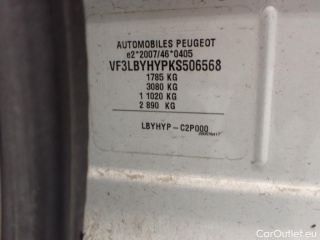 AUTOMOBILES PEUGEOT
e2*2007/46*0405
VF3LBYHYPKS506568
1785 KG
3080 KG
1 1020 KG
2 890 KG
LBYHYP-C2P000
CarOutlet.eu